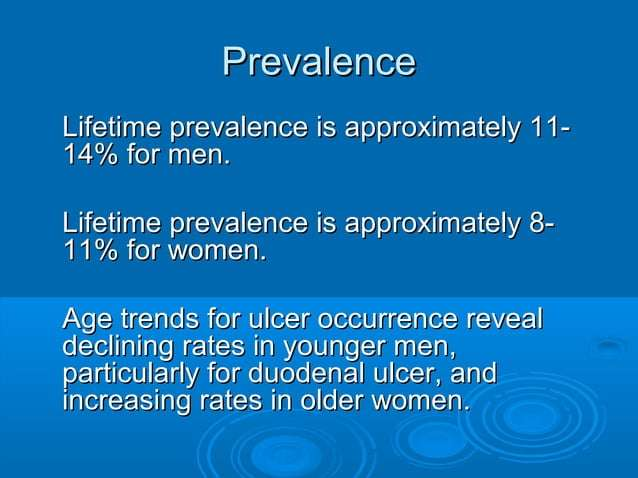 Prevalence
Lifetime prevalence is approximately 11-
14% for men.
Lifetime prevalence is approximately 8-
11% for women.
Age trends for ulcer occurrence reveal
declining rates in younger men,
particularly for duodenal ulcer, and
increasing rates in older women.